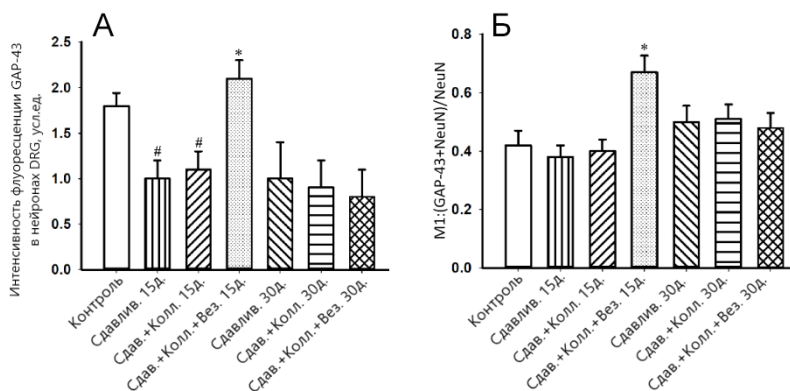 А
Интенсивность флуоресценции GAP-43
в нейронах DRG, усл.ед.
2.5
2.0
1.5
1.0
0.5
0.0
#
#
*
Контроль
Сдавлив. 15д.
Сдав.+Колл. 15д.
Сдав.+Колл.+Вез. 15д.
Сдавлив. 30д.
Сдав.+Колл. 30д.
Сдав.+Колл.+Вез. 30д.
Б
M1:(GAP-43+NeuN)/NeuN
0.8
0.6
0.4
0.2
0.0
*
Контроль
Сдавлив. 15д.
Сдав.+Колл. 15д.
Сдав.+Колл.+Вез. 15д.
Сдавлив. 30д.
Сдав.+Колл. 30д.
Сдав.+Колл.+Вез. 30д.